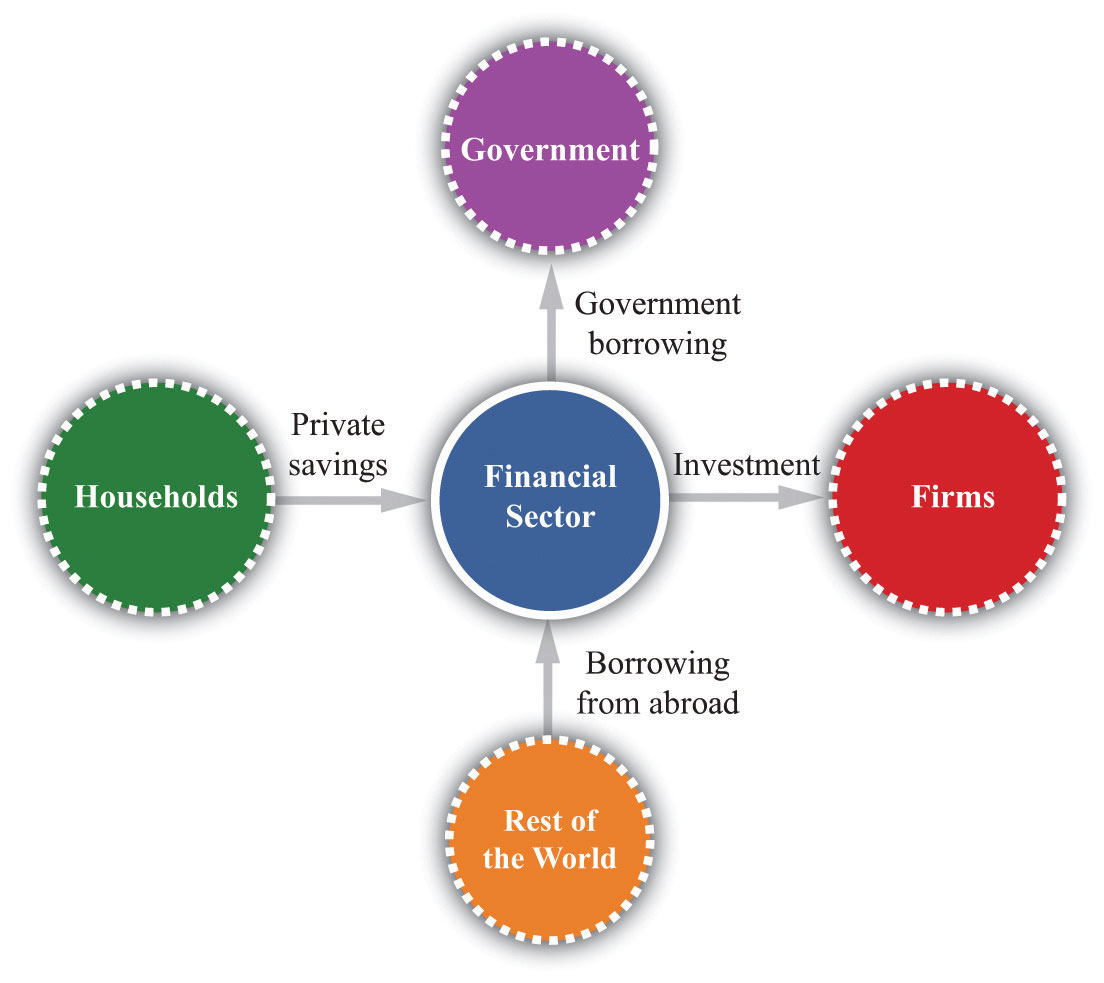 Government
Government
borrowing
Private
savings
Households
Financial
Sector
Investment
Firms
Borrowing
from abroad
Rest of
the World